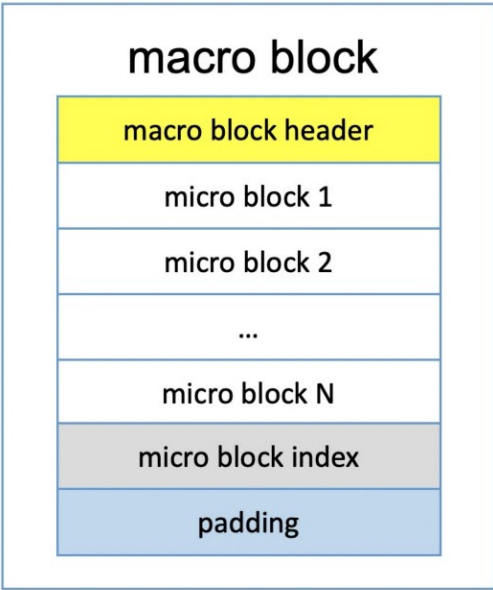 macro block
macro block header
micro block 1
micro block 2
...
micro block N
micro block index
padding